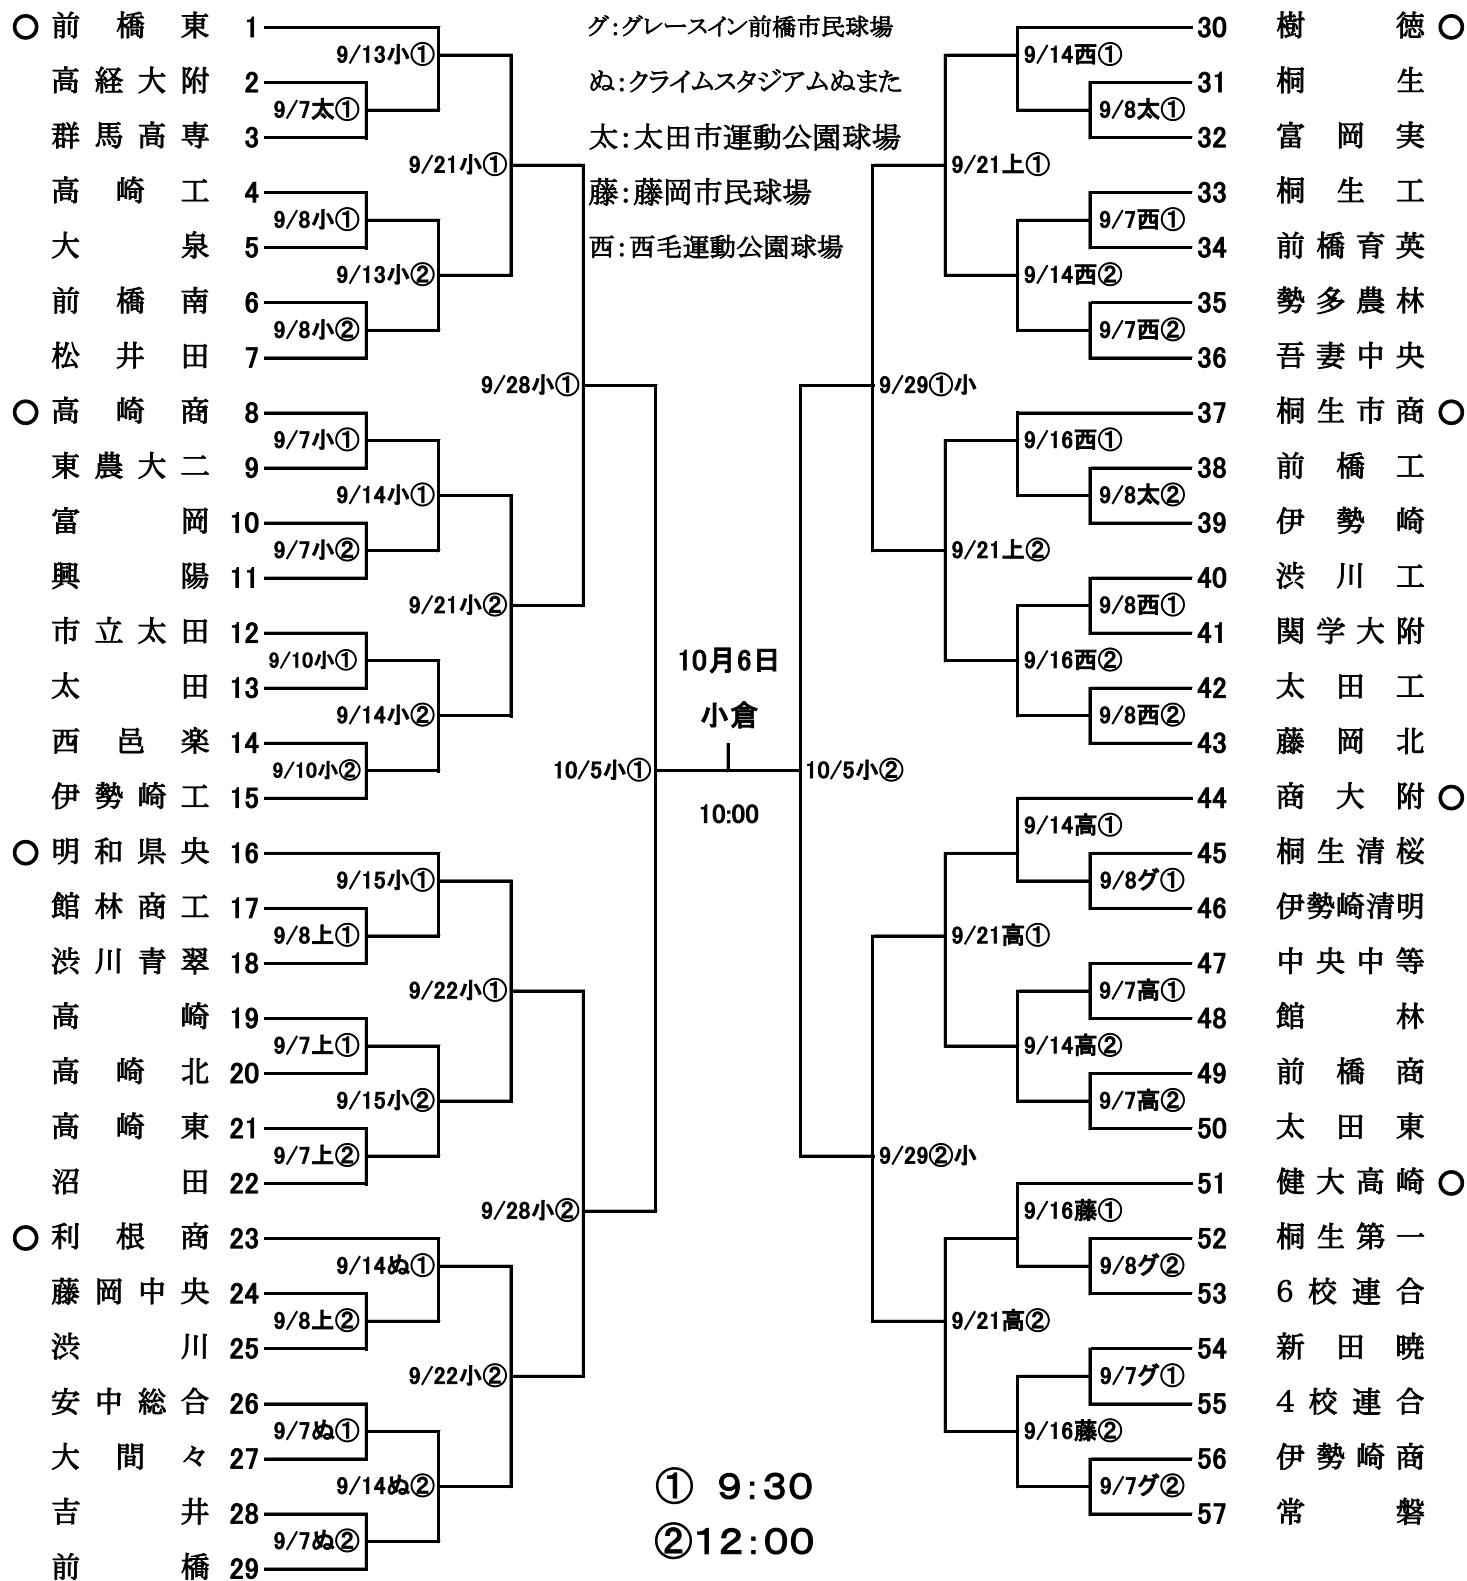 ○ 前橋東 1
高経大附 2
群馬高専 3
高崎工 4
大泉 5
前橋南 6
松井田 7
○ 高崎商 8
東農大二 9
富岡 10
興陽 11
市立太田 12
太田 13
西邑楽 14
伊勢崎工 15
○ 明和県央 16
館林商工 17
渋川青翠 18
高崎 19
高崎北 20
高崎東 21
沼田 22
○ 利根商 23
藤岡中央 24
渋川 25
安中総合 26
大間々 27
吉井 28
前橋 29
9/7太①
9/8小①
9/8小②
9/7小①
9/7小②
9/10小①
9/10小②
9/8上①
9/7上①
9/7上②
9/8上②
9/7ぬ①
9/7ぬ②
9/13小①
9/13小②
9/14小①
9/14小②
9/15小①
9/15小②
9/14ぬ①
9/14ぬ②
9/21小①
9/21小②
9/22小①
9/22小②
9/28小①
9/28小②
10/5小①
グ:グレースイン前橋市民球場
ぬ:クライムスタジアムぬまた
太:太田市運動公園球場
藤:藤岡市民球場
西:西毛運動公園球場
10月6日
小倉
10:00
① 9:30
②12:00
10/5小②
9/29①小
9/29②小
9/21上①
9/21上②
9/21高①
9/21高②
9/14西①
9/14西②
9/16西①
9/16西②
9/14高①
9/14高②
9/16藤①
9/16藤②
9/8太①
9/7西①
9/7西②
9/8太②
9/8西①
9/8西②
9/8グ①
9/7高①
9/7高②
9/8グ②
9/7グ①
9/7グ②
30 樹徳 ○
31 桐生
32 富岡実
33 桐生工
34 前橋育英
35 勢多農林
36 吾妻中央
37 桐生市商 ○
38 前橋工
39 伊勢崎
40 渋川工
41 関学大附
42 太田工
43 藤岡北
44 商大附 ○
45 桐生清桜
46 伊勢崎清明
47 中央中等
48 館林
49 前橋商
50 太田東
51 健大高崎 ○
52 桐生第一
53 6校連合
54 新田暁
55 4校連合
56 伊勢崎商
57 常磐